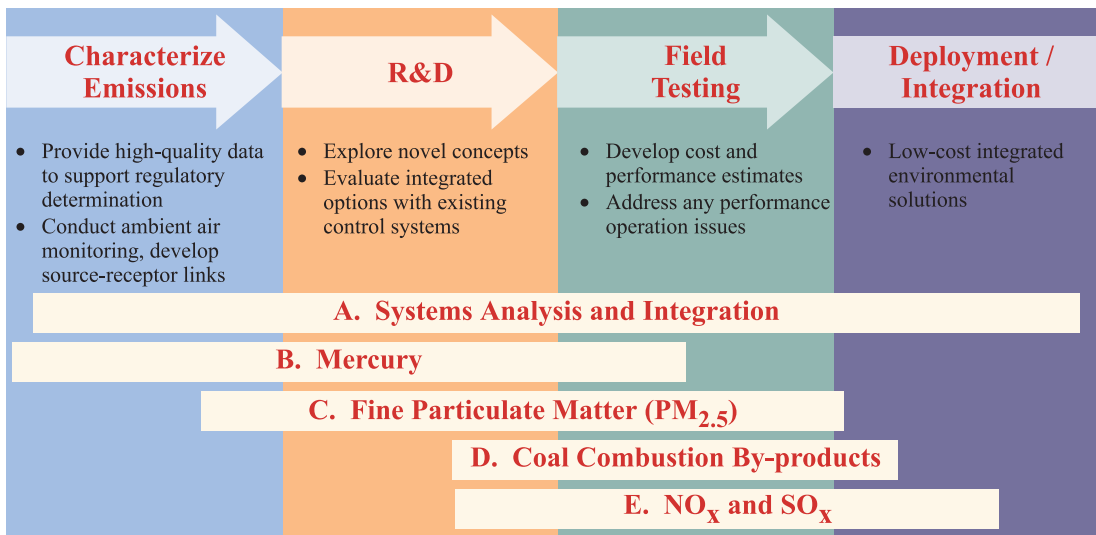 Characterize
Emissions
R&D
Field
Testing
Deployment /
Integration
• Provide high-quality data
to support regulatory
determination
• Conduct ambient air
monitoring, develop
source-receptor links
• Explore novel concepts
• Evaluate integrated
options with existing
control systems
• Develop cost and
performance estimates
• Address any performance
operation issues
• Low-cost integrated
environmental
solutions
A. Systems Analysis and Integration
B. Mercury
C. Fine Particulate Matter (PM2.5)
D. Coal Combustion By-products
E. NOX and SOX